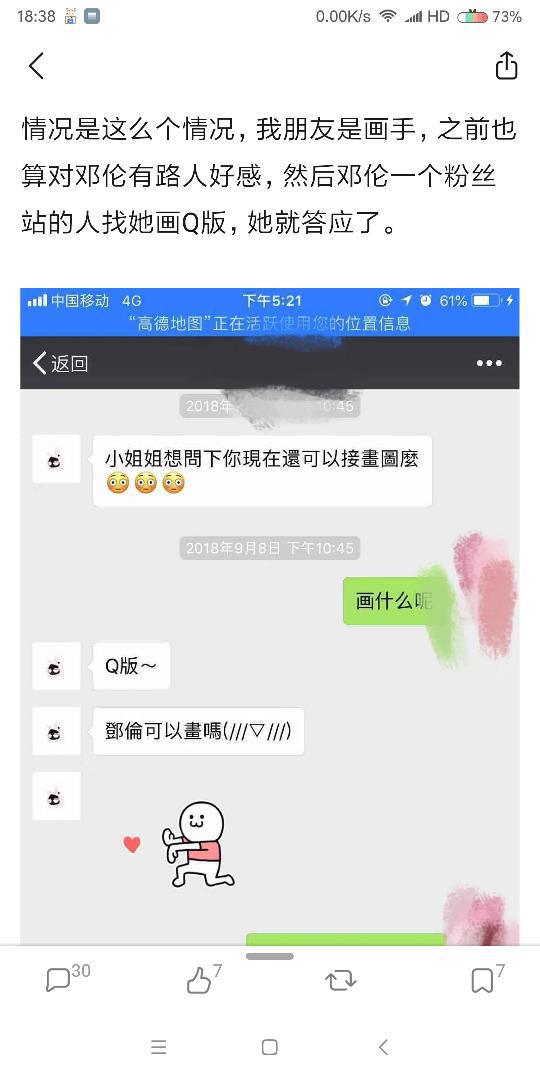 18:38
0.00K/s
HD
73%
情况是这么个情况，我朋友是画手，之前也
算对邓伦有路人好感，然后邓伦一个粉丝
站的人找她画Q版，她就答应了。
中国移动 4G
下午5:21
61%
“高德地图”正在活跃使用您的位置信息
返回
2018年
10:45
小姐姐想問下你現在還可以接畫圖麼
😳😳😳
2018年9月8日 下午10:45
画什么呢
Q版～
鄧倫可以畫嗎(///▽///)
30
7
7